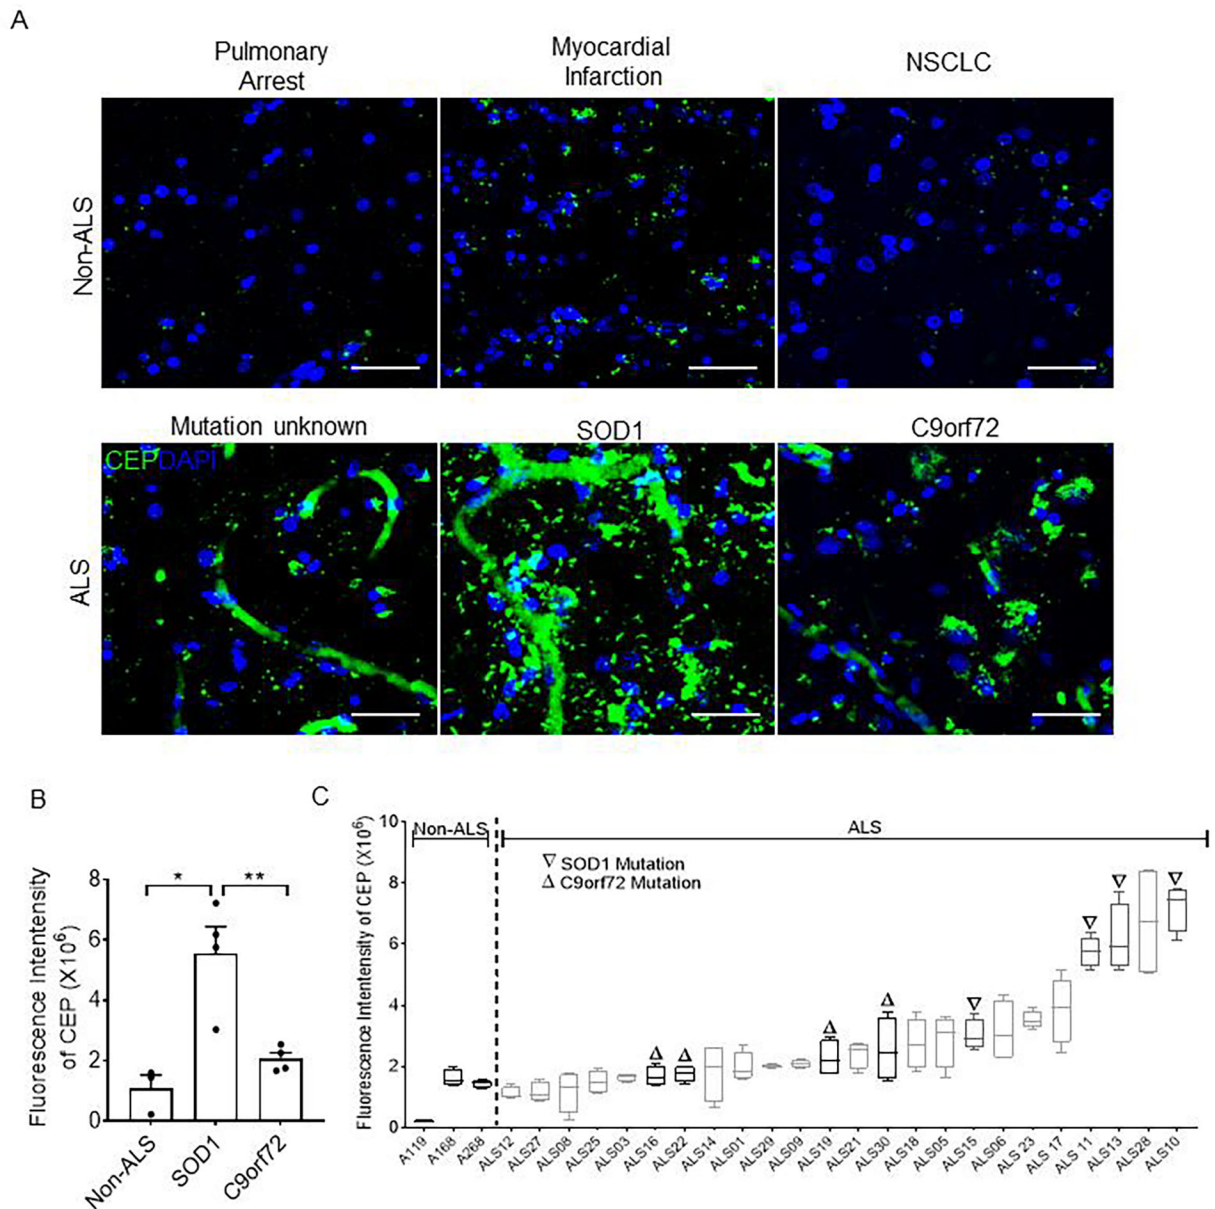 A
Pulmonary
Arrest
Myocardial
Infarction
NSCLC
Non-ALS
Mutation unknown
SOD1
C9orf72
CEPDAPI
ALS
B
Fluorescence Intentensity
of CEP (X10⁶)
8
6
4
2
0
*
**
Non-ALS
SOD1
C9orf72
C
Fluorescence Intentensity of CEP (X10⁶)
10
8
6
4
2
0
Non-ALS
ALS
▽ SOD1 Mutation
△ C9orf72 Mutation
A119
A168
A268
ALS12
ALS27
ALS08
ALS25
ALS03
ALS16
ALS22
ALS14
ALS01
ALS29
ALS09
ALS19
ALS21
ALS30
ALS18
ALS05
ALS15
ALS06
ALS 23
ALS 17
ALS 11
ALS13
ALS28
ALS10